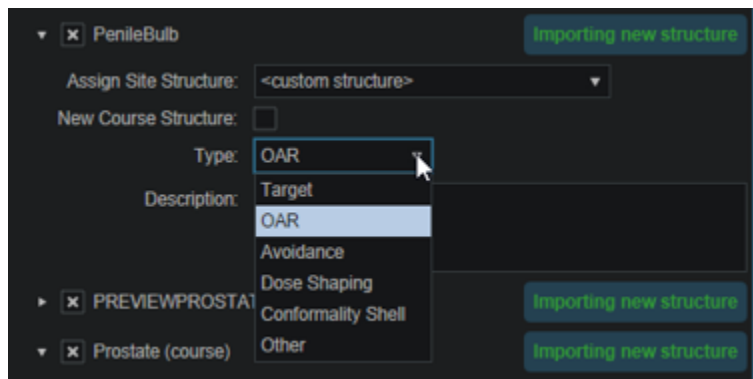 PenileBulb Importing new structure
Assign Site Structure: <custom structure>
New Course Structure:
Type: OAR
Target
Description:
OAR
Avoidance
Dose Shaping
PREVIEWPROSTAT Importing new structure
Conformality Shell
Prostate (course) Importing new structure
Other